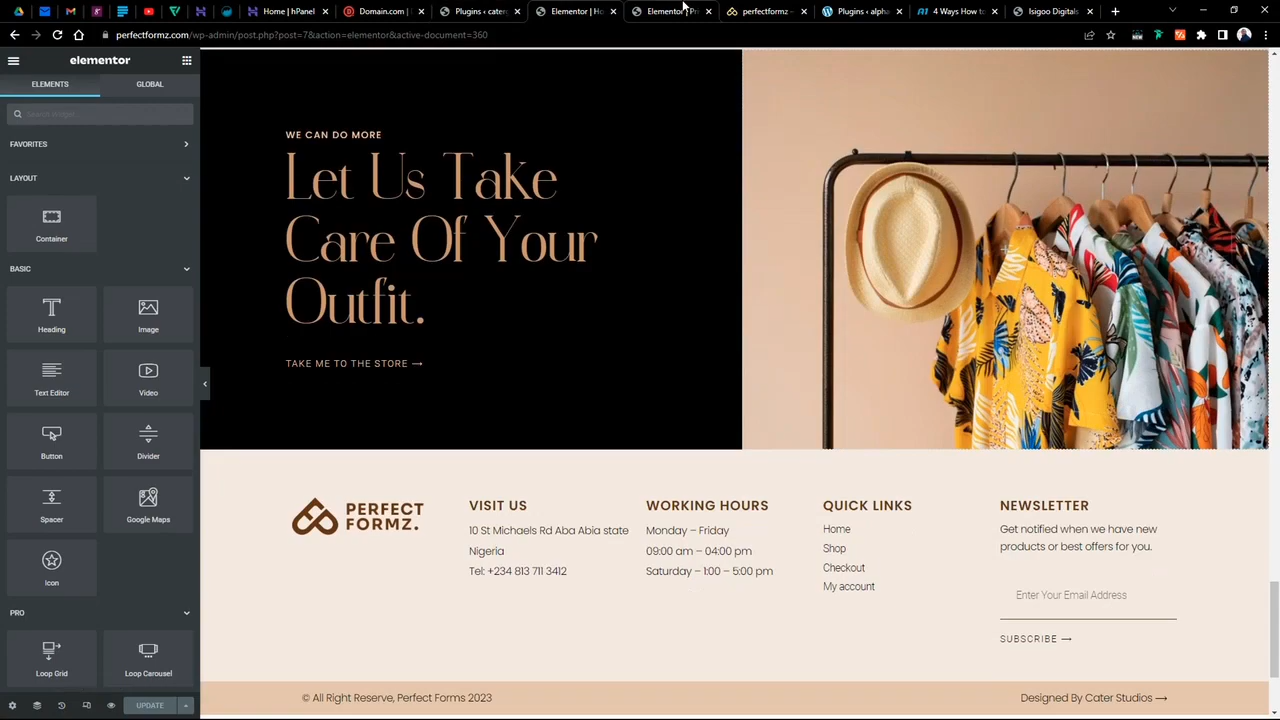 Home | hPanel
Domain.com |
Plugins ‹ caterg
Elementor | Ho
Elementor | Pro
perfectformz -
Plugins ‹ alpha
4 Ways How to
Isigoo Digitals
perfectformz.com/wp-admin/post.php?post=7&action=elementor&active-document=360
elementor
ELEMENTS
GLOBAL
Search Widget...
FAVORITES
LAYOUT
Container
BASIC
Heading
Image
Text Editor
Video
Button
Divider
Spacer
Google Maps
Icon
PRO
Loop Grid
Loop Carousel
UPDATE
WE CAN DO MORE
Let Us Take
Care Of Your
Outfit.
TAKE ME TO THE STORE ⟶
PERFECT
FORMZ.
VISIT US
10 St Michaels Rd Aba Abia state
Nigeria
Tel: +234 813 711 3412
WORKING HOURS
Monday – Friday
09:00 am – 04:00 pm
Saturday – 1:00 – 5:00 pm
QUICK LINKS
Home
Shop
Checkout
My account
NEWSLETTER
Get notified when we have new
products or best offers for you.
Enter Your Email Address
SUBSCRIBE ⟶
© All Right Reserve, Perfect Forms 2023
Designed By Cater Studios ⟶